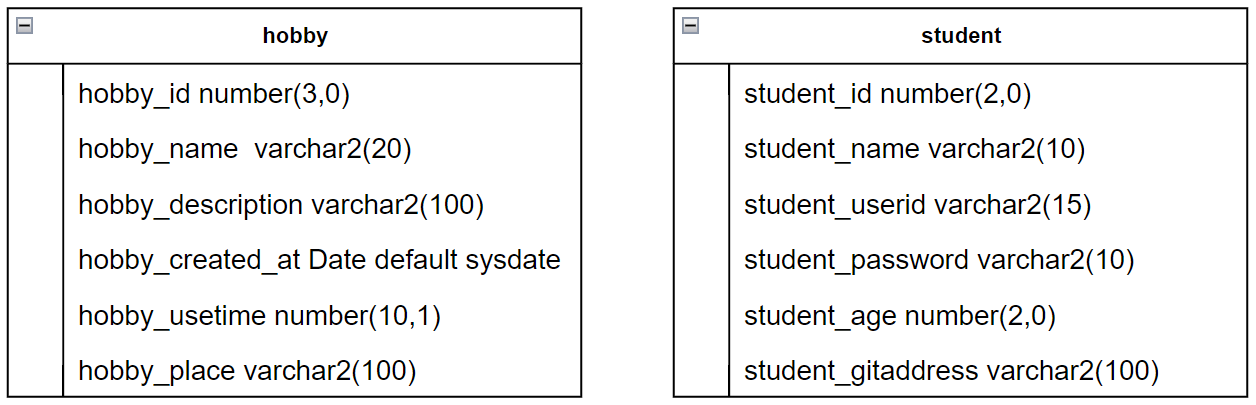 hobby
hobby_id number(3,0)
hobby_name  varchar2(20)
hobby_description varchar2(100)
hobby_created_at Date default sysdate
hobby_usetime number(10,1)
hobby_place varchar2(100)
student
student_id number(2,0)
student_name varchar2(10)
student_userid varchar2(15)
student_password varchar2(10)
student_age number(2,0)
student_gitaddress varchar2(100)